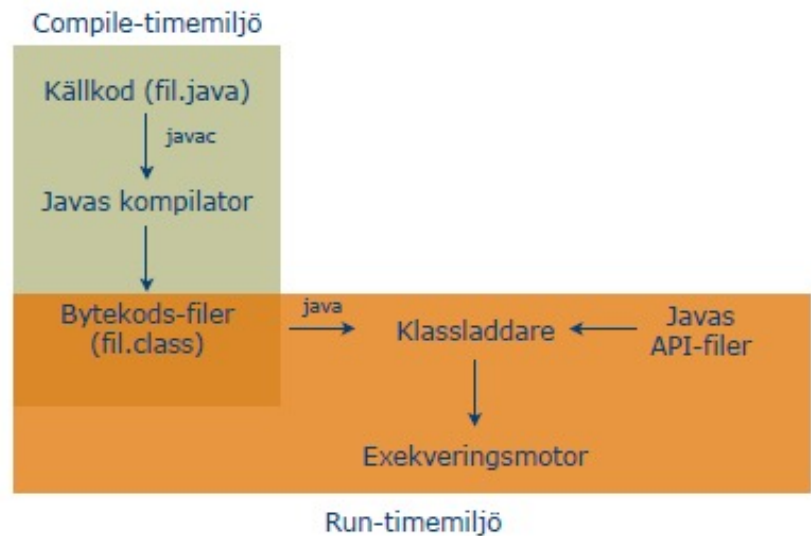 Compile-timemiljö
Källkod (fil.java)
javac
Javas kompilator
Bytekods-filer
(fil.class)
java
Klassladdare
Javas
API-filer
Exekveringsmotor
Run-timemiljö